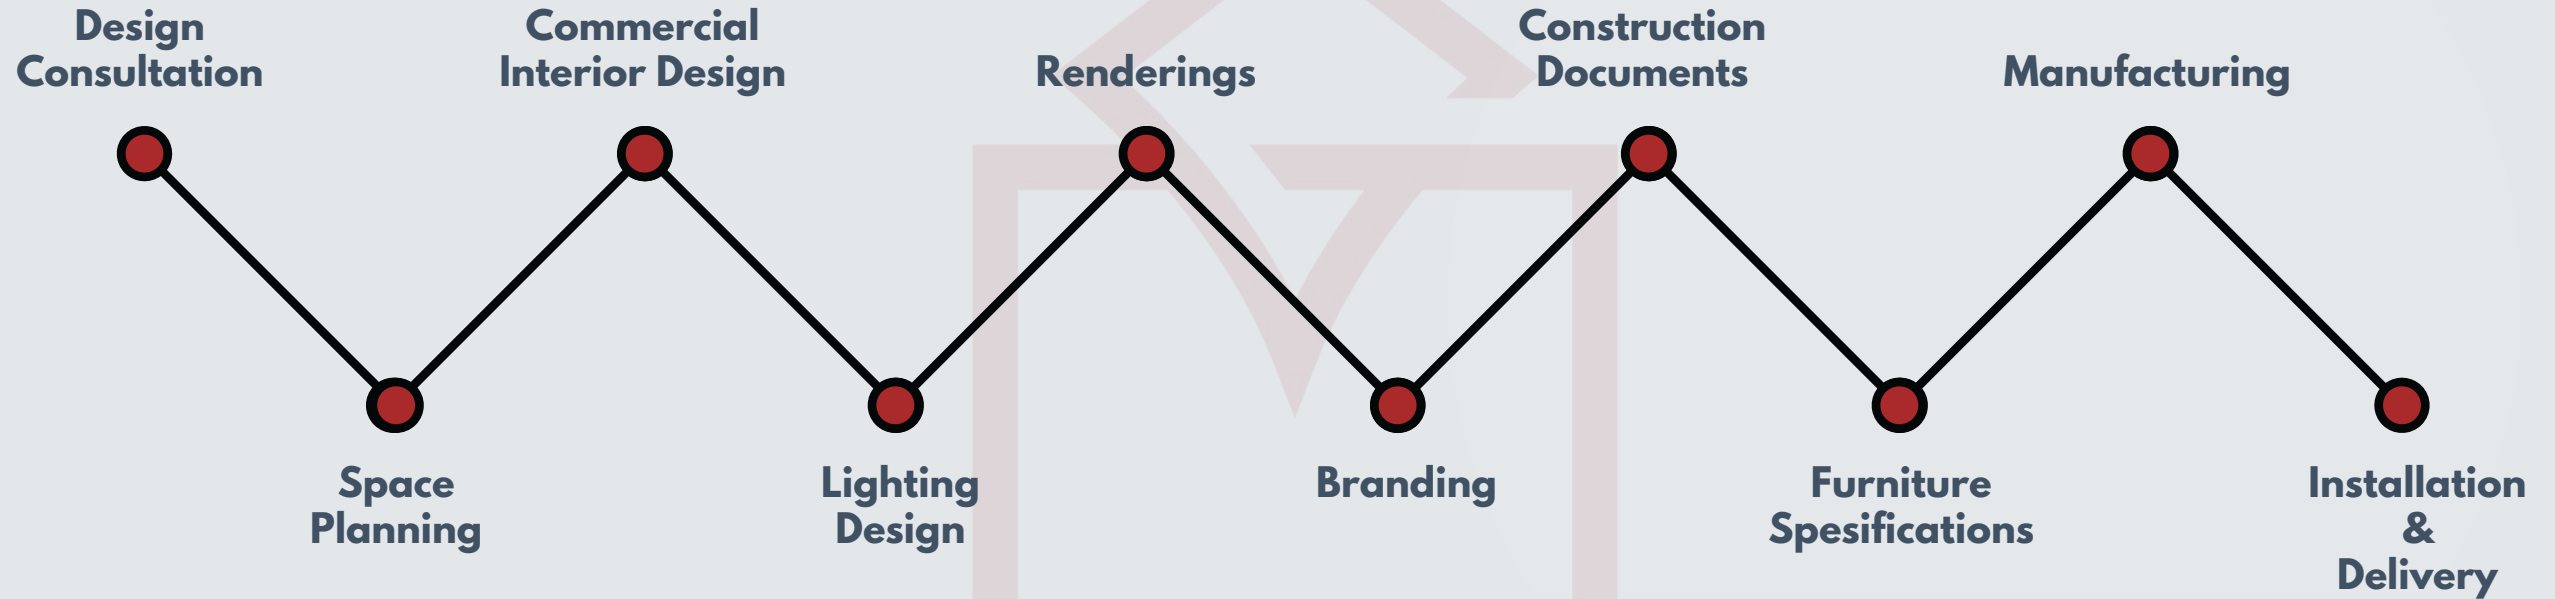 Design
Consultation
Space
Planning
Commercial
Interior Design
Lighting
Design
Renderings
Branding
Construction
Documents
Furniture
Spesifications
Manufacturing
Installation
&
Delivery